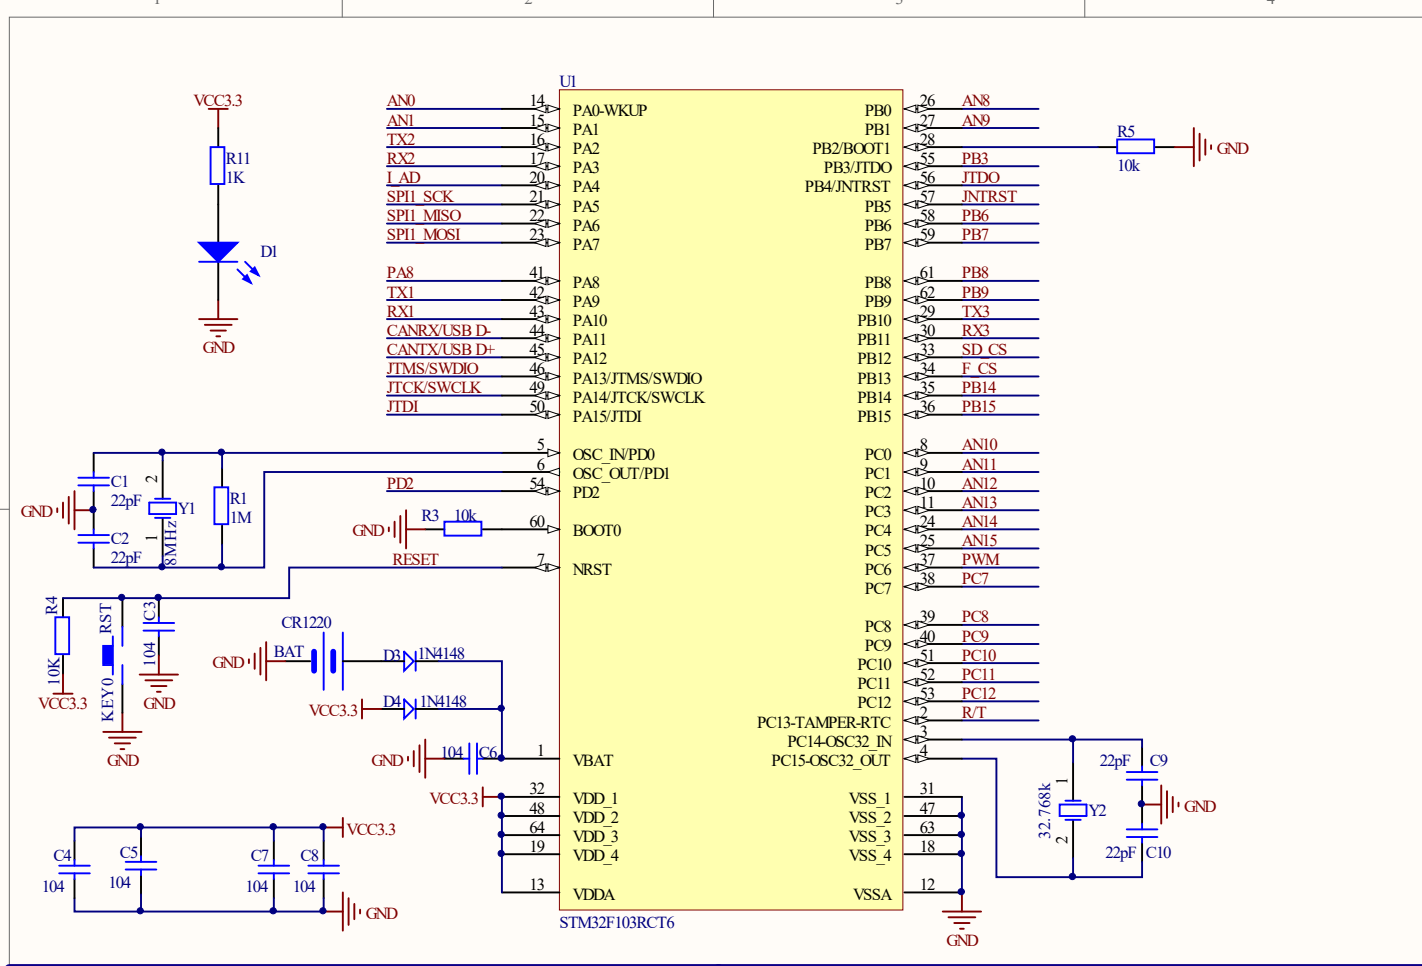 2
4
U1
VCC3.3
R11
1K
D1
GND
AN0 14 PA0-WKUP
AN1 15 PA1
TX2 16 PA2
RX2 17 PA3
I_AD 20 PA4
SPI1_SCK 21 PA5
SPI1_MISO 22 PA6
SPI1_MOSI 23 PA7
PA8 41 PA8
TX1 42 PA9
RX1 43 PA10
CANRX/USB D- 44 PA11
CANTX/USB D+ 45 PA12
JTMS/SWDIO 46 PA13/JTMS/SWDIO
JTCK/SWCLK 49 PA14/JTCK/SWCLK
JTDI 50 PA15/JTDI
5 OSC_IN/PD0
6 OSC_OUT/PD1
PD2 54 PD2
GND R3 10k 60 BOOT0
RESET 7 NRST
1 VBAT
VCC3.3 32 VDD_1
48 VDD_2
64 VDD_3
19 VDD_4
13 VDDA
PB0 26 AN8
PB1 27 AN9
PB2/BOOT1 28
R5
10k
GND
PB3/JTDO 55 PB3
PB4/JNTRST 56 JTDO
PB5 57 JNTRST
PB6 58 PB6
PB7 59 PB7
PB8 61 PB8
PB9 62 PB9
PB10 29 TX3
PB11 30 RX3
PB12 33 SD_CS
PB13 34 F_CS
PB14 35 PB14
PB15 36 PB15
PC0 8 AN10
PC1 9 AN11
PC2 10 AN12
PC3 11 AN13
PC4 24 AN14
PC5 25 AN15
PC6 37 PWM
PC7 38 PC7
PC8 39 PC8
PC9 40 PC9
PC10 51 PC10
PC11 52 PC11
PC12 53 PC12
PC13-TAMPER-RTC 2 R/T
PC14-OSC32_IN 3
PC15-OSC32_OUT 4
VSS_1 31
VSS_2 47
VSS_3 63
VSS_4 18
VSSA 12
GND
STM32F103RCT6
C1
22pF
GND
C2
22pF
2
Y1
1
8MHz
R1
1M
R4
10K
VCC3.3
KEY0_RST
GND
C3
104
GND
CR1220
GND BAT D3 1N4148
VCC3.3 D4 1N4148
GND 104 C6
VCC3.3
C4
104
C5
104
C7
104
C8
104
GND
32.768k
1
Y2
2
22pF C9
GND
22pF C10